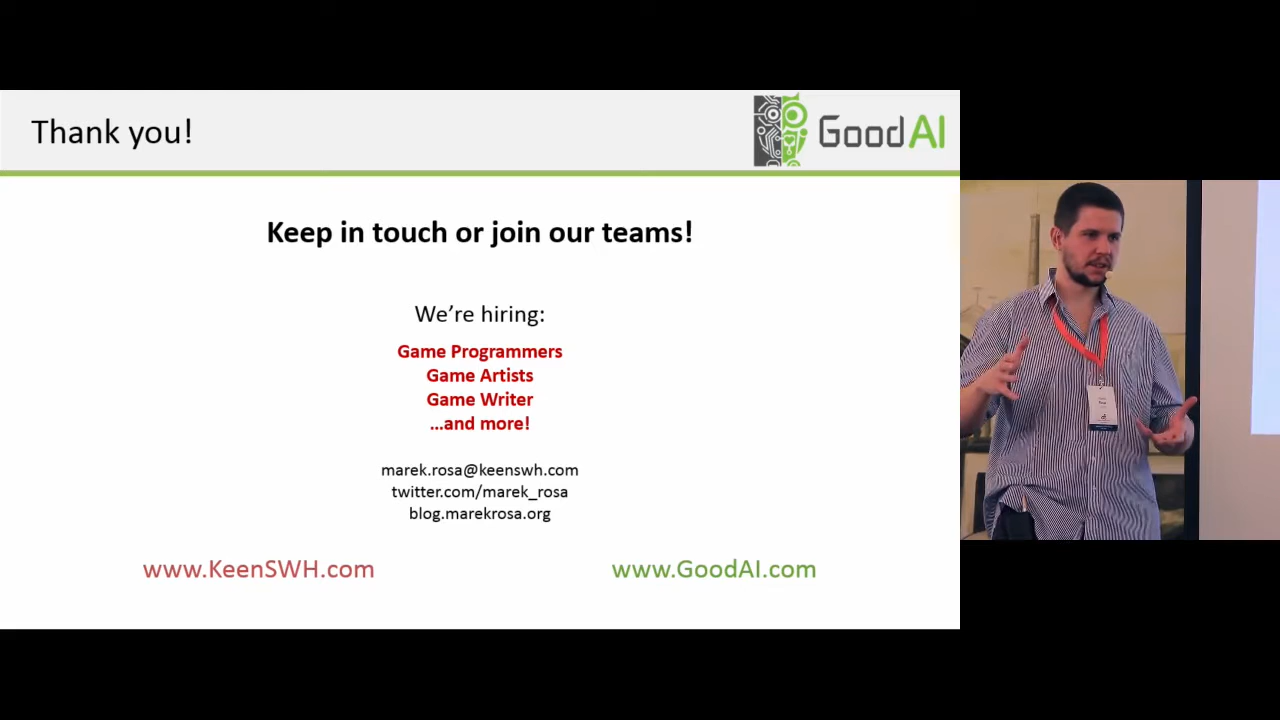 Thank you!
GoodAI
Keep in touch or join our teams!
We're hiring:
Game Programmers
Game Artists
Game Writer
...and more!
marek.rosa@keenswh.com
twitter.com/marek_rosa
blog.marekrosa.org
www.KeenSWH.com
www.GoodAI.com